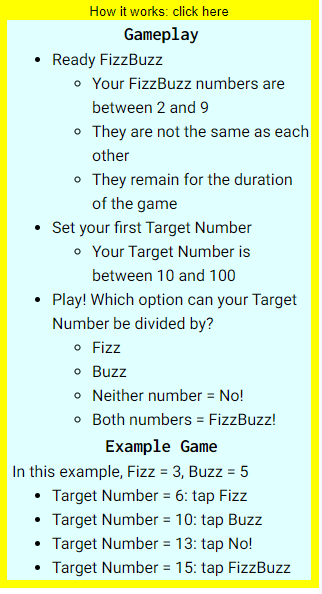 How it works: click here
Gameplay
• Ready FizzBuzz
◦ Your FizzBuzz numbers are
between 2 and 9
◦ They are not the same as each
other
◦ They remain for the duration
of the game
• Set your first Target Number
◦ Your Target Number is
between 10 and 100
• Play! Which option can your Target
Number be divided by?
◦ Fizz
◦ Buzz
◦ Neither number = No!
◦ Both numbers = FizzBuzz!
Example Game
In this example, Fizz = 3, Buzz = 5
• Target Number = 6: tap Fizz
• Target Number = 10: tap Buzz
• Target Number = 13: tap No!
• Target Number = 15: tap FizzBuzz